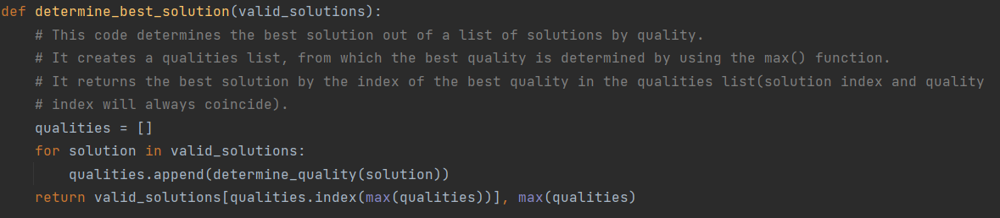 def determine_best_solution(valid_solutions):
    # This code determines the best solution out of a list of solutions by quality.
    # It creates a qualities list, from which the best quality is determined by using the max() function.
    # It returns the best solution by the index of the best quality in the qualities list(solution index and quality
    # index will always coincide).
    qualities = []
    for solution in valid_solutions:
        qualities.append(determine_quality(solution))
    return valid_solutions[qualities.index(max(qualities))], max(qualities)